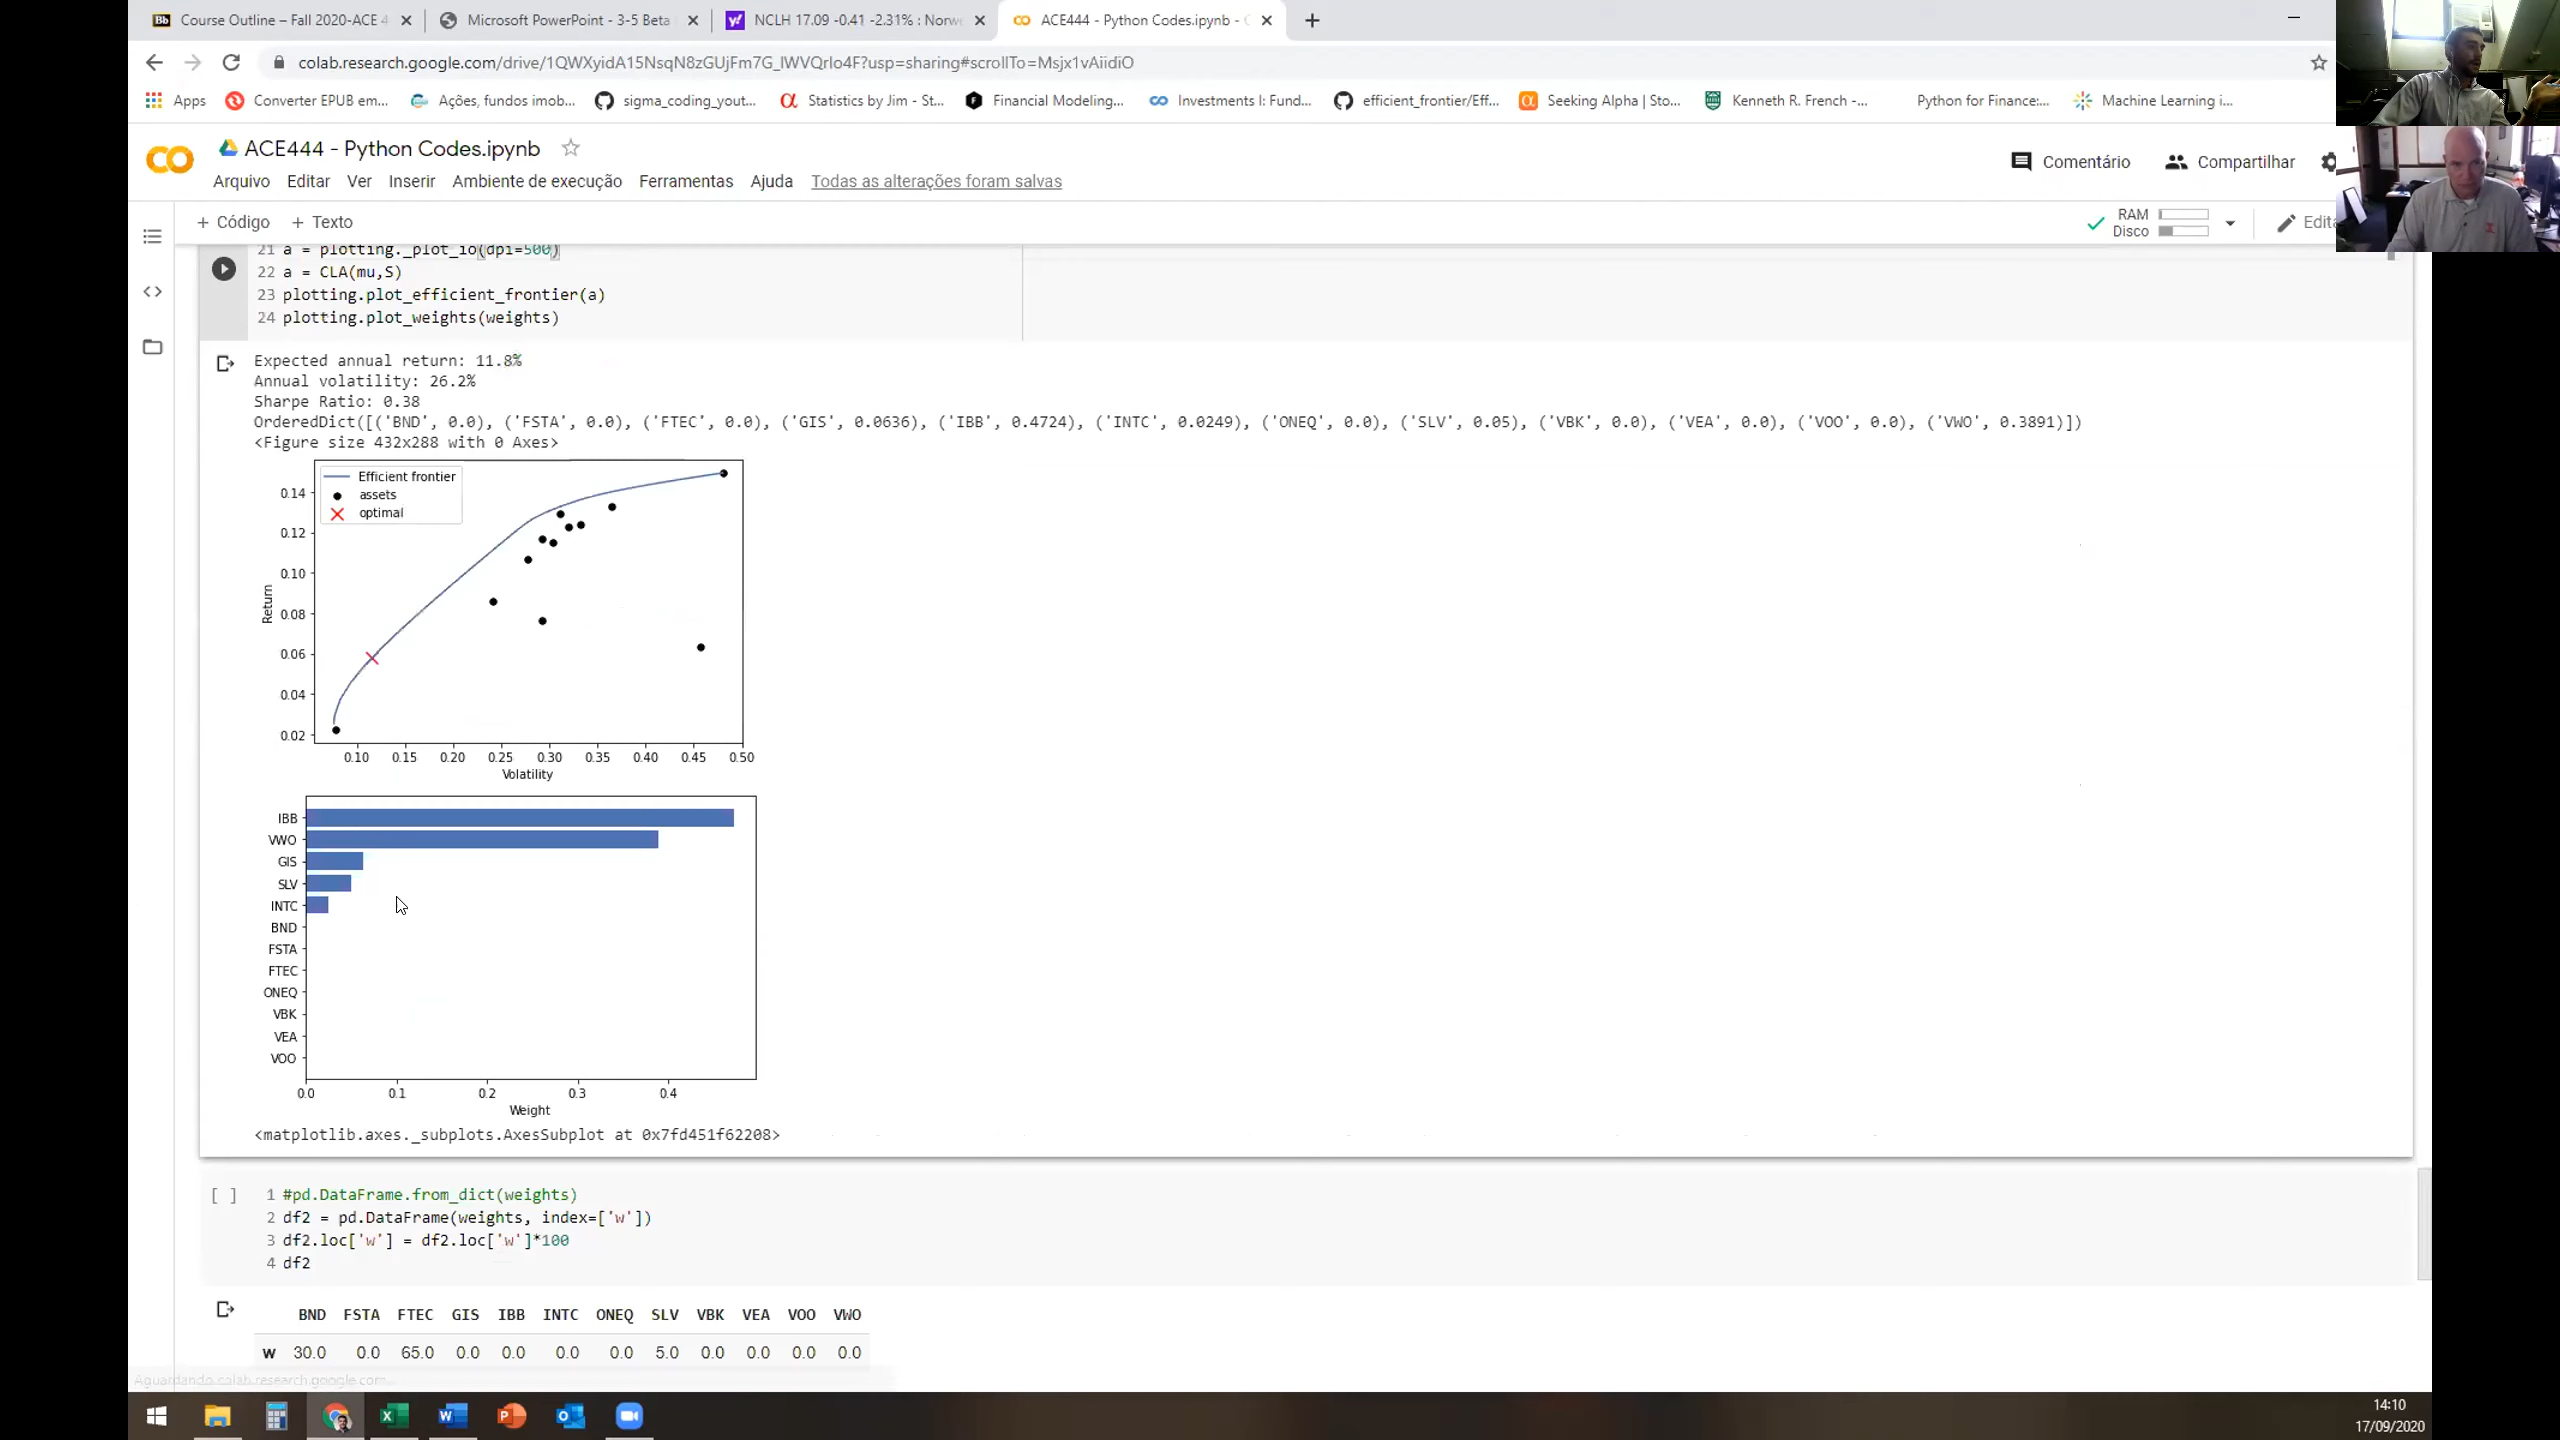 Bb Course Outline – Fall 2020-ACE 4
Microsoft PowerPoint - 3-5 Beta
y! NCLH 17.09 -0.41 -2.31% : Norw
ACE444 - Python Codes.ipynb -
colab.research.google.com/drive/1QWXyidA15NsqN8zGUjFm7G_lWVQrIo4F?usp=sharing#scrollTo=Msjx1vAiidiO
Apps
Converter EPUB em...
Ações, fundos imob...
sigma_coding_yout...
Statistics by Jim - St...
Financial Modeling...
Investments I: Fund...
efficient_frontier/Eff...
Seeking Alpha | Sto...
Kenneth R. French -...
Python for Finance:...
Machine Learning i...
ACE444 - Python Codes.ipynb
Comentário
Compartilhar
Arquivo Editar Ver Inserir Ambiente de execução Ferramentas Ajuda Todas as alterações foram salvas
+ Código + Texto
RAM
Disco
21 a = plotting._plot_io(dpi=500)
22 a = CLA(mu,S)
23 plotting.plot_efficient_frontier(a)
24 plotting.plot_weights(weights)
Expected annual return: 11.8%
Annual volatility: 26.2%
Sharpe Ratio: 0.38
OrderedDict([('BND', 0.0), ('FSTA', 0.0), ('FTEC', 0.0), ('GIS', 0.0636), ('IBB', 0.4724), ('INTC', 0.0249), ('ONEQ', 0.0), ('SLV', 0.05), ('VBK', 0.0), ('VEA', 0.0), ('VOO', 0.0), ('VWO', 0.3891)])
<Figure size 432x288 with 0 Axes>
Efficient frontier
assets
optimal
0.14
0.12
0.10
0.08
0.06
0.04
0.02
Return
0.10 0.15 0.20 0.25 0.30 0.35 0.40 0.45 0.50
Volatility
IBB
VWO
GIS
SLV
INTC
BND
FSTA
FTEC
ONEQ
VBK
VEA
VOO
0.0 0.1 0.2 0.3 0.4
Weight
<matplotlib.axes._subplots.AxesSubplot at 0x7fd451f62208>
[ ] 1 #pd.DataFrame.from_dict(weights)
2 df2 = pd.DataFrame(weights, index=['w'])
3 df2.loc['w'] = df2.loc['w']*100
4 df2
BND FSTA FTEC GIS IBB INTC ONEQ SLV VBK VEA VOO VWO
w 30.0 0.0 65.0 0.0 0.0 0.0 0.0 5.0 0.0 0.0 0.0 0.0
Aguardando colab.research.google.com...
14:10
17/09/2020